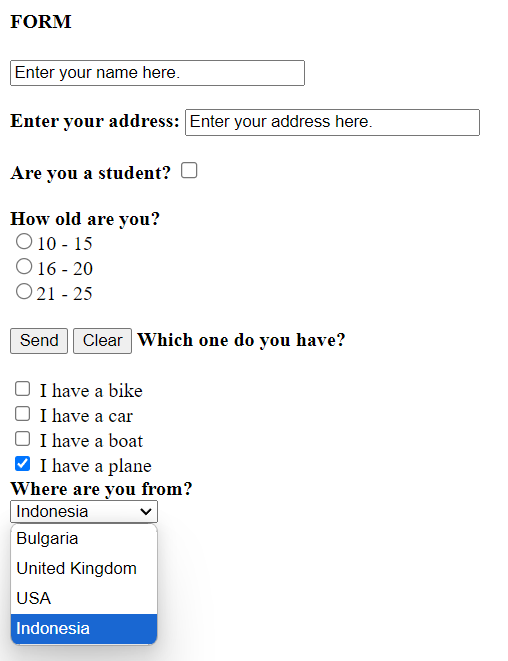 FORM
Enter your name here.
Enter your address: Enter your address here.
Are you a student?
How old are you?
10 - 15
16 - 20
21 - 25
Send Clear Which one do you have?
I have a bike
I have a car
I have a boat
I have a plane
Where are you from?
Indonesia
Bulgaria
United Kingdom
USA
Indonesia